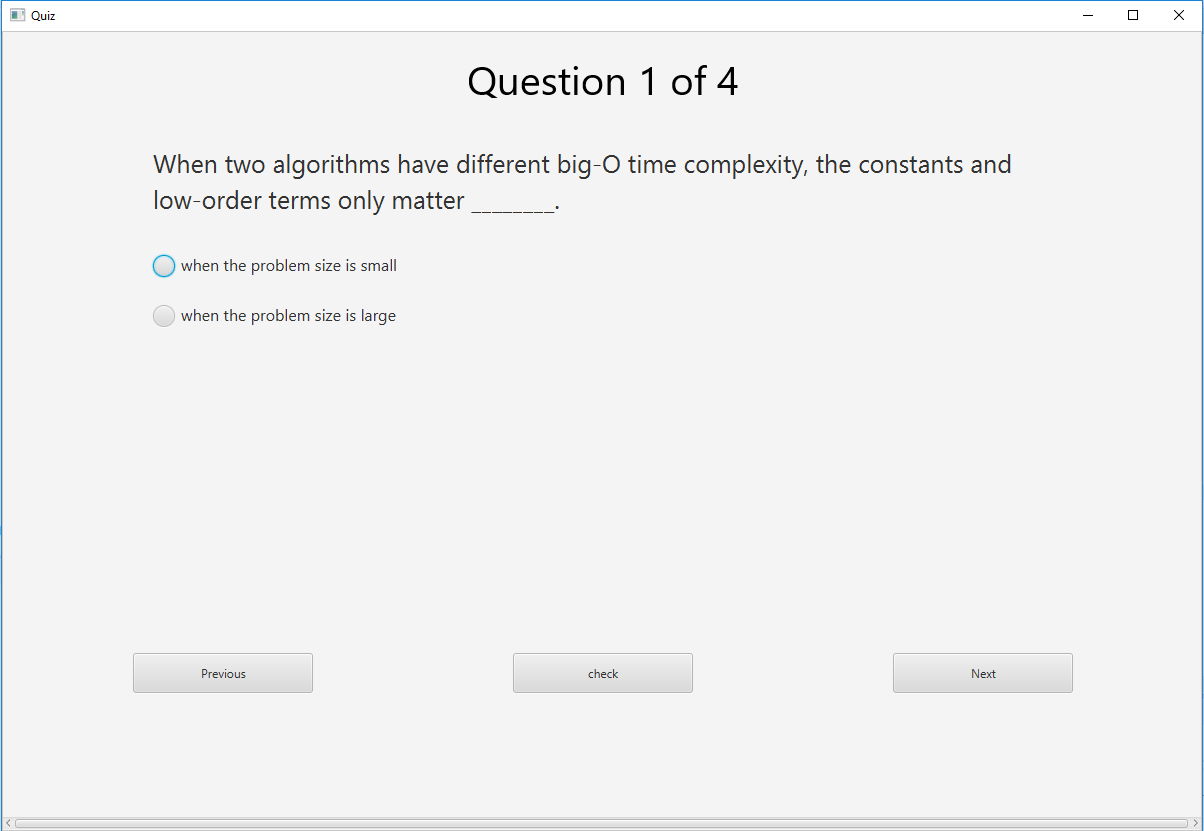 Quiz
Question 1 of 4
When two algorithms have different big-O time complexity, the constants and
low-order terms only matter ________.
when the problem size is small
when the problem size is large
Previous
check
Next